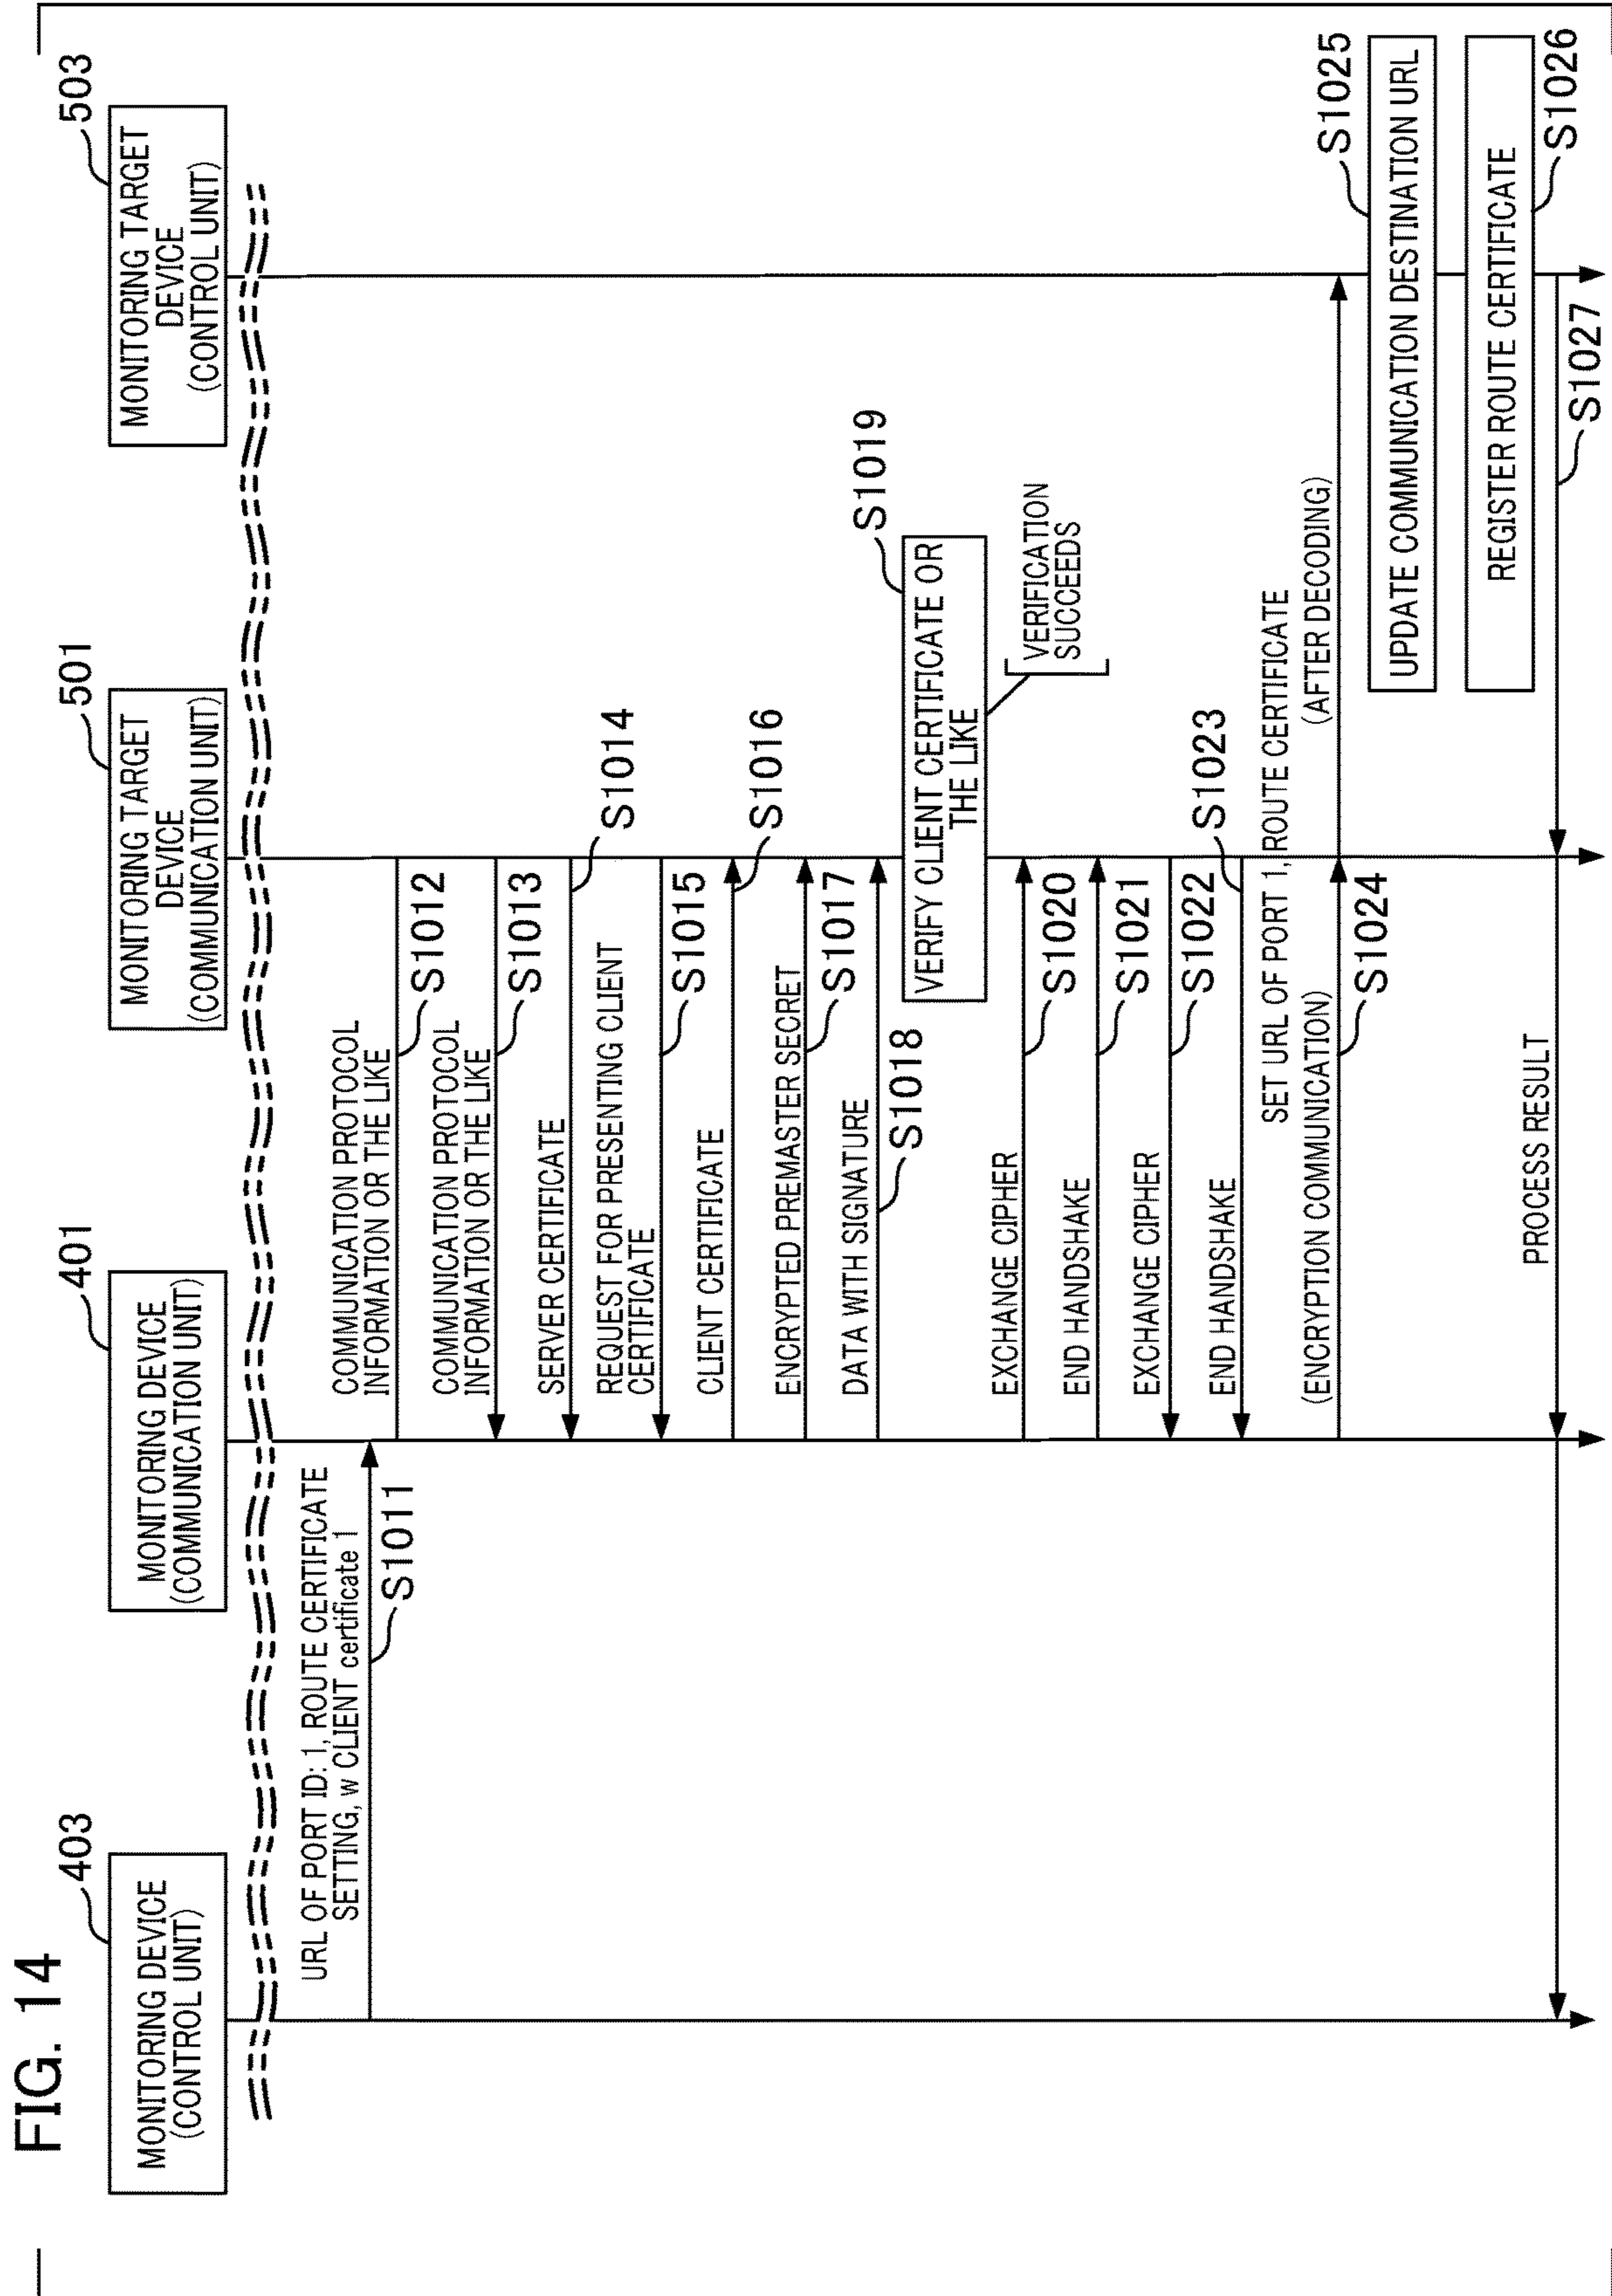 FIG. 14
403
MONITORING DEVICE
(CONTROL UNIT)
401
MONITORING DEVICE
(COMMUNICATION UNIT)
501
MONITORING TARGET
DEVICE
(COMMUNICATION UNIT)
503
MONITORING TARGET
DEVICE
(CONTROL UNIT)
URL OF PORT ID: 1, ROUTE CERTIFICATE
SETTING, w CLIENT certificate 1
S1011
COMMUNICATION PROTOCOL
INFORMATION OR THE LIKE
S1012
COMMUNICATION PROTOCOL
INFORMATION OR THE LIKE
S1013
SERVER CERTIFICATE
S1014
REQUEST FOR PRESENTING CLIENT
CERTIFICATE
S1015
CLIENT CERTIFICATE
S1016
ENCRYPTED PREMASTER SECRET
S1017
DATA WITH SIGNATURE
S1018
S1019
VERIFY CLIENT CERTIFICATE OR
THE LIKE
VERIFICATION
SUCCEEDS
EXCHANGE CIPHER
S1020
END HANDSHAKE
S1021
EXCHANGE CIPHER
S1022
END HANDSHAKE
S1023
SET URL OF PORT 1, ROUTE CERTIFICATE
(ENCRYPTION COMMUNICATION)
(AFTER DECODING)
S1024
S1025
UPDATE COMMUNICATION DESTINATION URL
REGISTER ROUTE CERTIFICATE
S1026
PROCESS RESULT
S1027